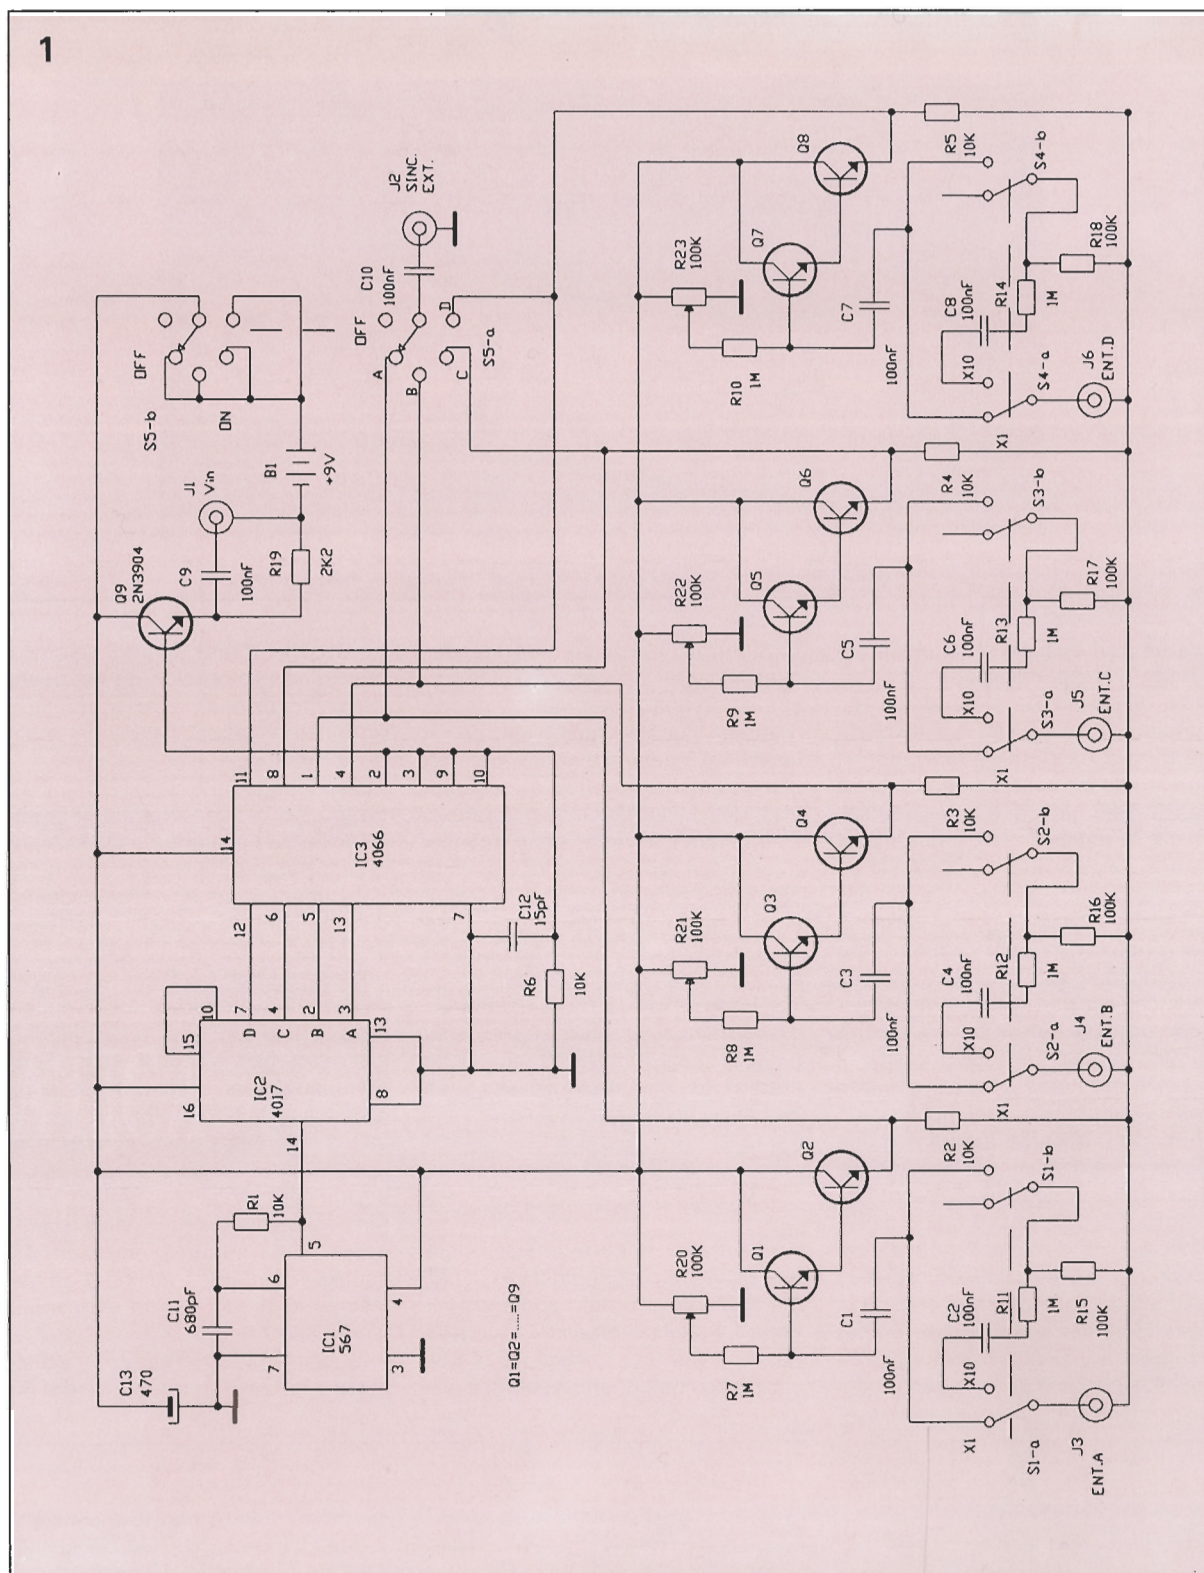 1
C13
470
C11
680pF
R1
10K
IC1
567
7
6
5
3
4
Q1=Q2=.....=Q9
14
16
15
10
IC2
4017
D
C
B
A
7
4
2
3
13
8
12
6
5
13
IC3
4066
14
7
11
8
1
4
2
3
9
10
C12
15pF
R6
10K
Q9
2N3904
C9
100nF
J1
Vin
R19
2K2
B1
+9V
S5-b
OFF
ON
OFF
A
B
C
D
S5-a
C10
100nF
J2
SINC.
EXT.
R20
100K
R7
1M
Q1
Q2
C1
100nF
R2
10K
X1
X10
C2
100nF
R11
1M
R15
100K
S1-a
S1-b
J3
ENT.A
R21
100K
R8
1M
Q3
Q4
C3
100nF
R3
10K
X1
X10
C4
100nF
R12
1M
R16
100K
S2-a
S2-b
J4
ENT.B
R22
100K
R9
1M
Q5
Q6
C5
100nF
R4
10K
X1
X10
C6
100nF
R13
1M
R17
100K
S3-a
S3-b
J5
ENT.C
R23
100K
R10
1M
Q7
Q8
C7
100nF
R5
10K
X1
X10
C8
100nF
R14
1M
R18
100K
S4-a
S4-b
J6
ENT.D